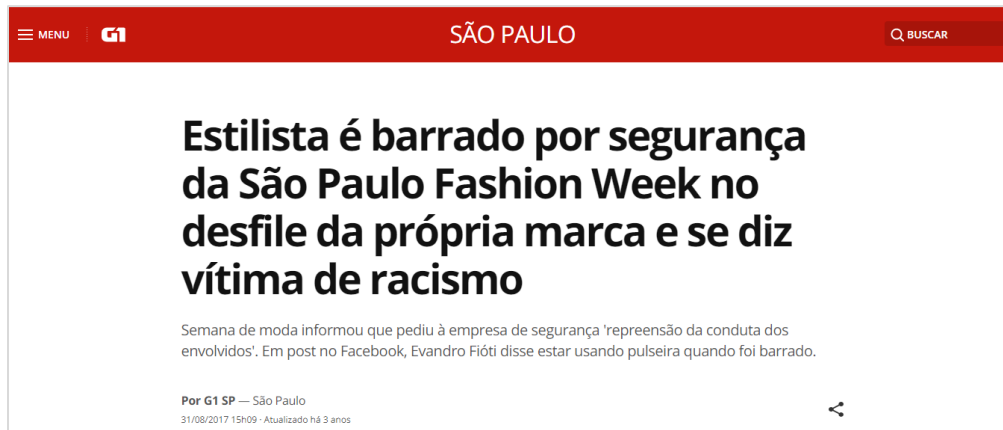 MENU G1 SÃO PAULO BUSCAR
Estilista é barrado por segurança
da São Paulo Fashion Week no
desfile da própria marca e se diz
vítima de racismo
Semana de moda informou que pediu à empresa de segurança 'repreensão da conduta dos
envolvidos'. Em post no Facebook, Evandro Fióti disse estar usando pulseira quando foi barrado.
Por G1 SP — São Paulo
31/08/2017 15h09 · Atualizado há 3 anos